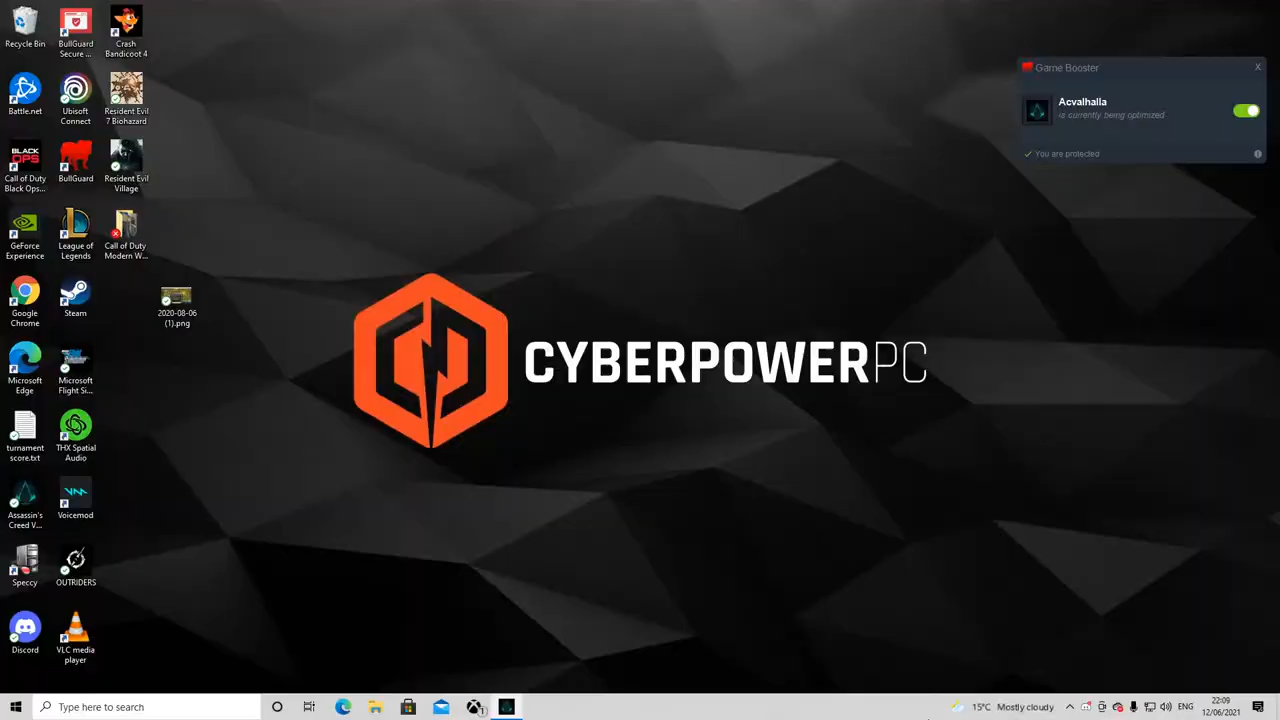 Recycle Bin
BullGuard
Secure ...
Crash
Bandicoot 4
Battle.net
Ubisoft
Connect
Resident Evil
7 Biohazard
BLACK
OPS
Call of Duty
Black Ops...
BullGuard
Resident Evil
Village
GeForce
Experience
League of
Legends
Call of Duty
Modern W...
Google
Chrome
Steam
2020-08-06
(1).png
Microsoft
Edge
Microsoft
Flight Si...
turnament
score.txt
THX Spatial
Audio
Assassin's
Creed V...
Voicemod
Speccy
OUTRIDERS
Discord
VLC media
player
CYBERPOWERPC
Game Booster
X
Acvalhalla
is currently being optimized
You are protected
Type here to search
1
15°C Mostly cloudy
ENG
22:09
12/06/2021